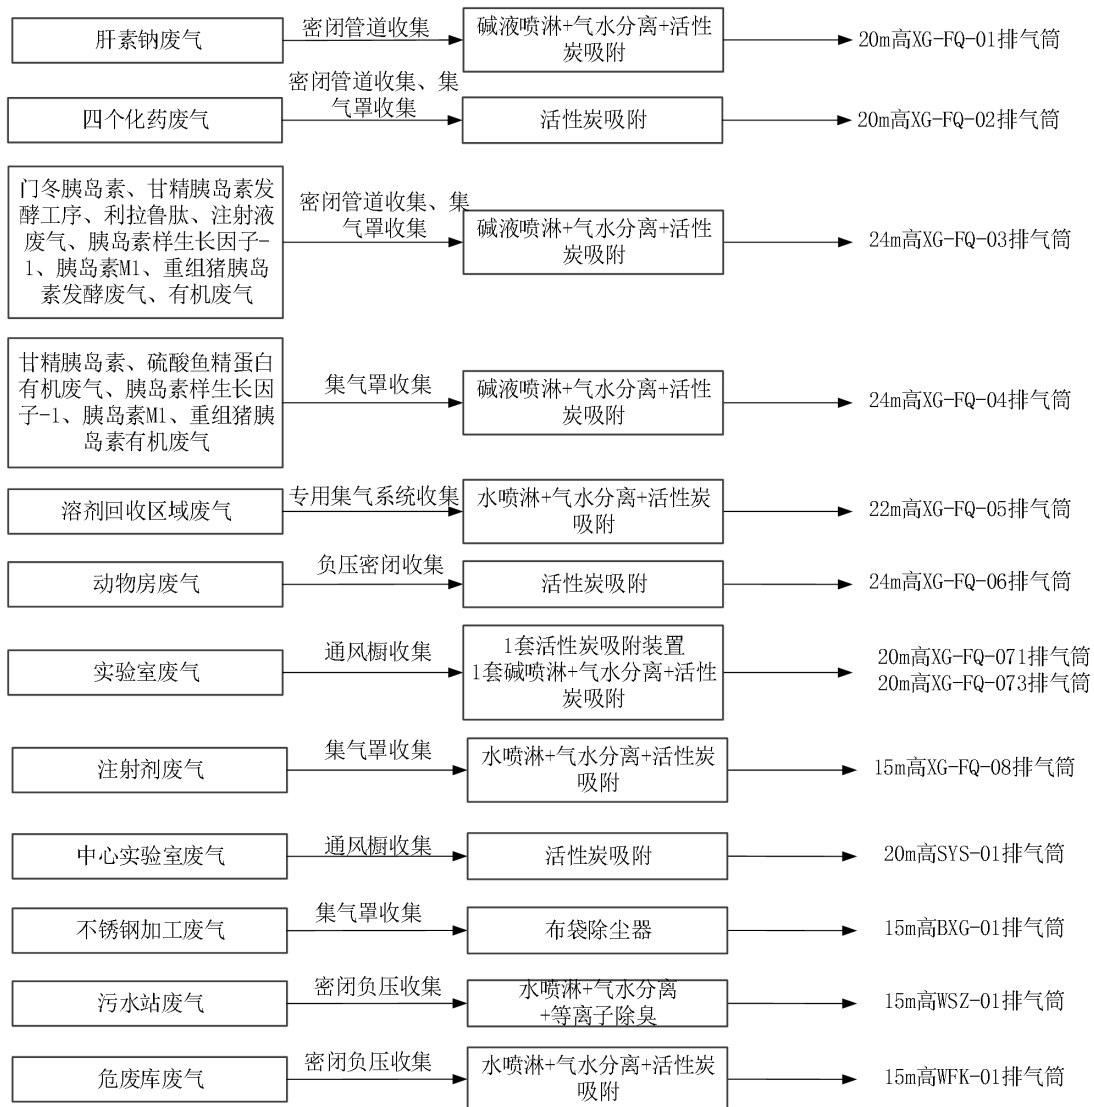 肝素钠废气
密闭管道收集
碱液喷淋+气水分离+活性
炭吸附
20m高XG-FQ-01排气筒
四个化药废气
密闭管道收集、集
气罩收集
活性炭吸附
20m高XG-FQ-02排气筒
门冬胰岛素、甘精胰岛素发
酵工序、利拉鲁肽、注射液
废气、胰岛素样生长因子-
1、胰岛素M1、重组猪胰岛
素发酵废气、有机废气
密闭管道收集、集
气罩收集
碱液喷淋+气水分离+活性
炭吸附
24m高XG-FQ-03排气筒
甘精胰岛素、硫酸鱼精蛋白
有机废气、胰岛素样生长因
子-1、胰岛素M1、重组猪胰
岛素有机废气
集气罩收集
碱液喷淋+气水分离+活性
炭吸附
24m高XG-FQ-04排气筒
溶剂回收区域废气
专用集气系统收集
水喷淋+气水分离+活性炭
吸附
22m高XG-FQ-05排气筒
动物房废气
负压密闭收集
活性炭吸附
24m高XG-FQ-06排气筒
实验室废气
通风橱收集
1套活性炭吸附装置
1套碱喷淋+气水分离+活性
炭吸附
20m高XG-FQ-071排气筒
20m高XG-FQ-073排气筒
注射剂废气
集气罩收集
水喷淋+气水分离+活性炭
吸附
15m高XG-FQ-08排气筒
中心实验室废气
通风橱收集
活性炭吸附
20m高SYS-01排气筒
不锈钢加工废气
集气罩收集
布袋除尘器
15m高BXG-01排气筒
污水站废气
密闭负压收集
水喷淋+气水分离
+等离子除臭
15m高WSZ-01排气筒
危废库废气
密闭负压收集
水喷淋+气水分离+活性炭
吸附
15m高WFK-01排气筒